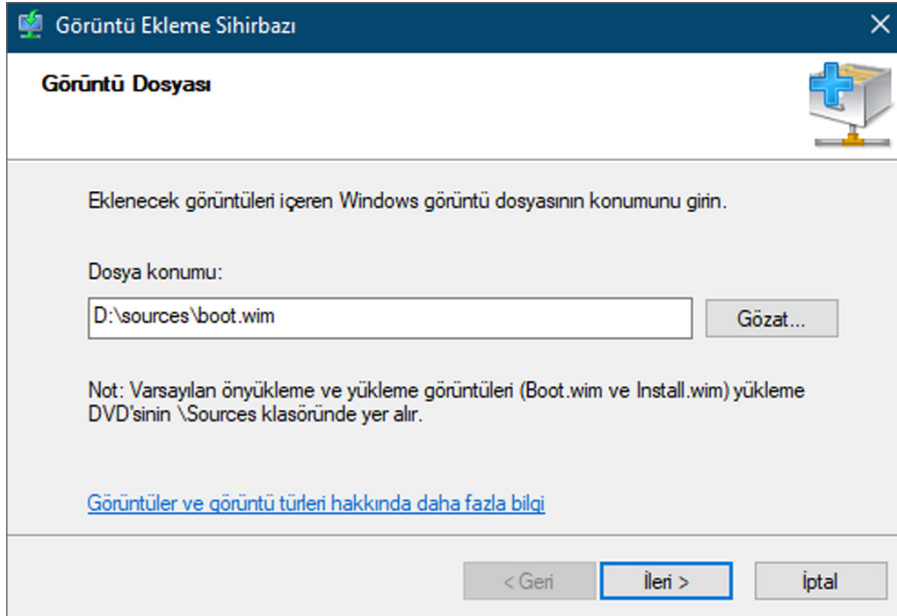 Görüntü Ekleme Sihirbazı
Görüntü Dosyası
Eklenecek görüntüleri içeren Windows görüntü dosyasının konumunu girin.
Dosya konumu:
D:\sources\boot.wim
Gözat...
Not: Varsayılan önyükleme ve yükleme görüntüleri (Boot.wim ve Install.wim) yükleme
DVD'sinin \Sources klasöründe yer alır.
Görüntüler ve görüntü türleri hakkında daha fazla bilgi
< Geri
İleri >
İptal